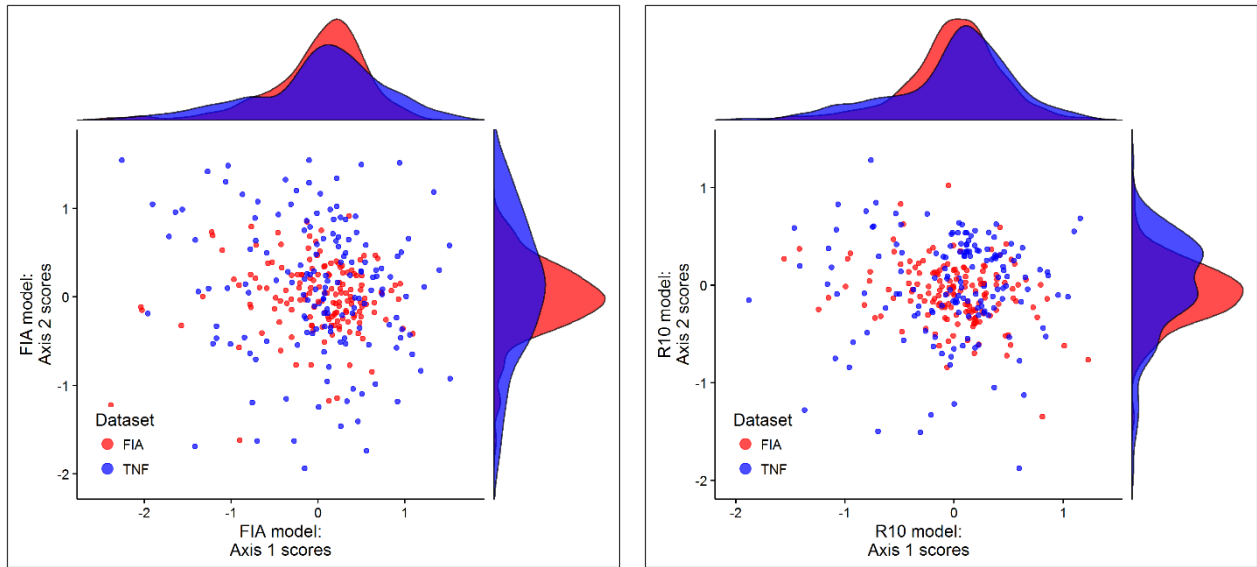 1
0
-1
-2
FIA model:
Axis 2 scores
Dataset
FIA
TNF
-2
-1
0
1
FIA model:
Axis 1 scores
1
0
-1
-2
R10 model:
Axis 2 scores
Dataset
FIA
TNF
-2
-1
0
1
R10 model:
Axis 1 scores